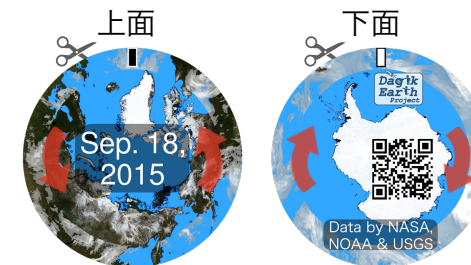 上面
下面
Sep. 18,
2015
Dagik
Earth
Project
Data by NASA,
NOAA & USGS